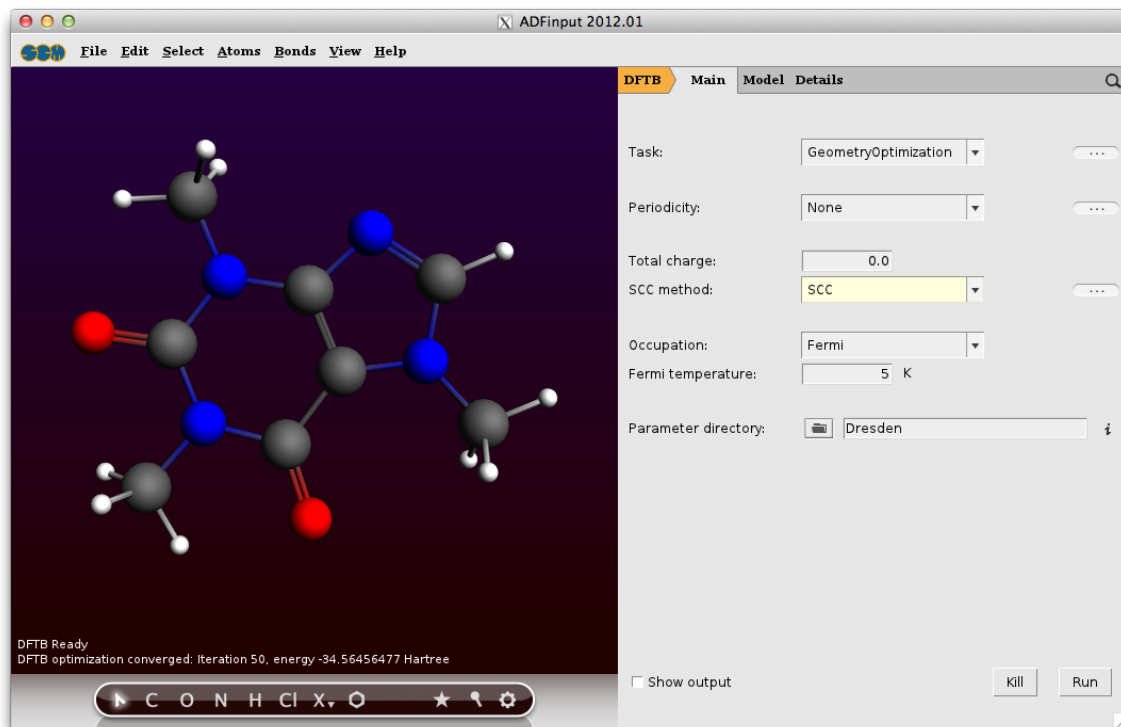 ADFinput 2012.01
SCM File Edit Select Atoms Bonds View Help
DFTB Main Model Details
Task: GeometryOptimization ...
Periodicity: None ...
Total charge: 0.0
SCC method: SCC ...
Occupation: Fermi
Fermi temperature: 5 K
Parameter directory: Dresden i
DFTB Ready
DFTB optimization converged: Iteration 50, energy -34.56456477 Hartree
Show output Kill Run
C O N H Cl X